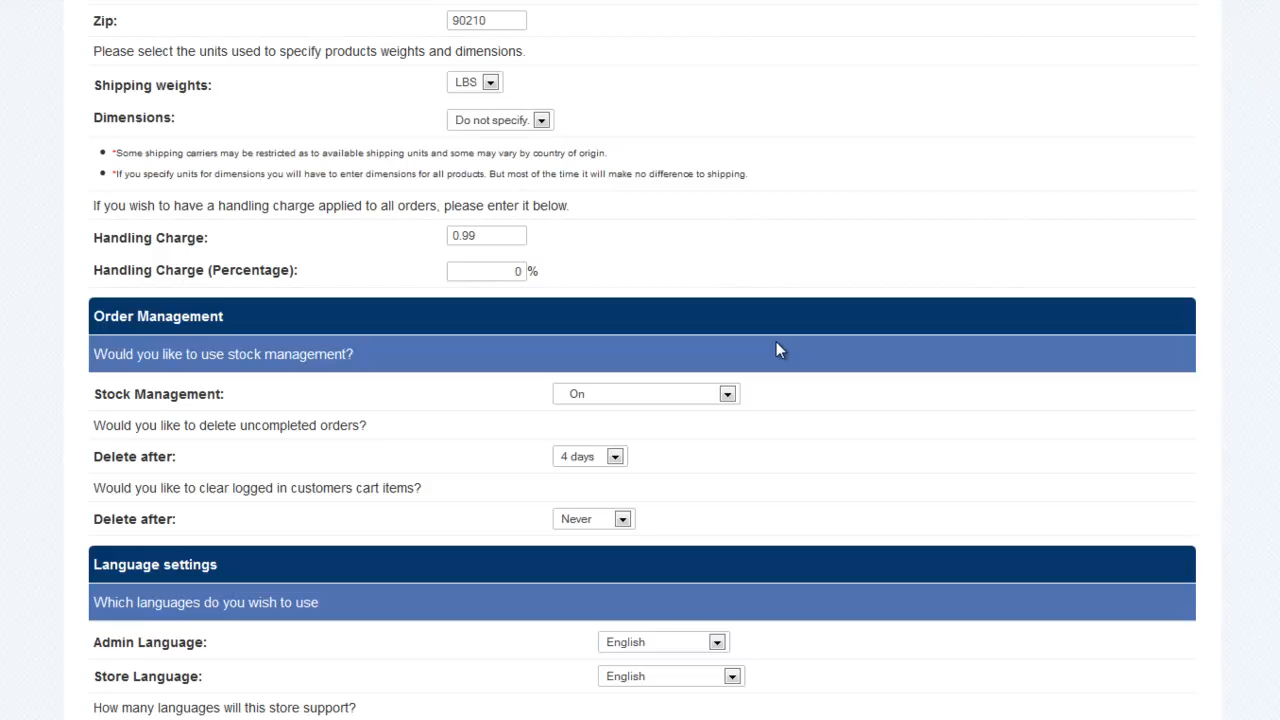 Zip: 90210
Please select the units used to specify products weights and dimensions.
Shipping weights: LBS
Dimensions: Do not specify.
*Some shipping carriers may be restricted as to available shipping units and some may vary by country of origin.
*If you specify units for dimensions you will have to enter dimensions for all products. But most of the time it will make no difference to shipping.
If you wish to have a handling charge applied to all orders, please enter it below.
Handling Charge: 0.99
Handling Charge (Percentage): 0 %
Order Management
Would you like to use stock management?
Stock Management: On
Would you like to delete uncompleted orders?
Delete after: 4 days
Would you like to clear logged in customers cart items?
Delete after: Never
Language settings
Which languages do you wish to use
Admin Language: English
Store Language: English
How many languages will this store support?